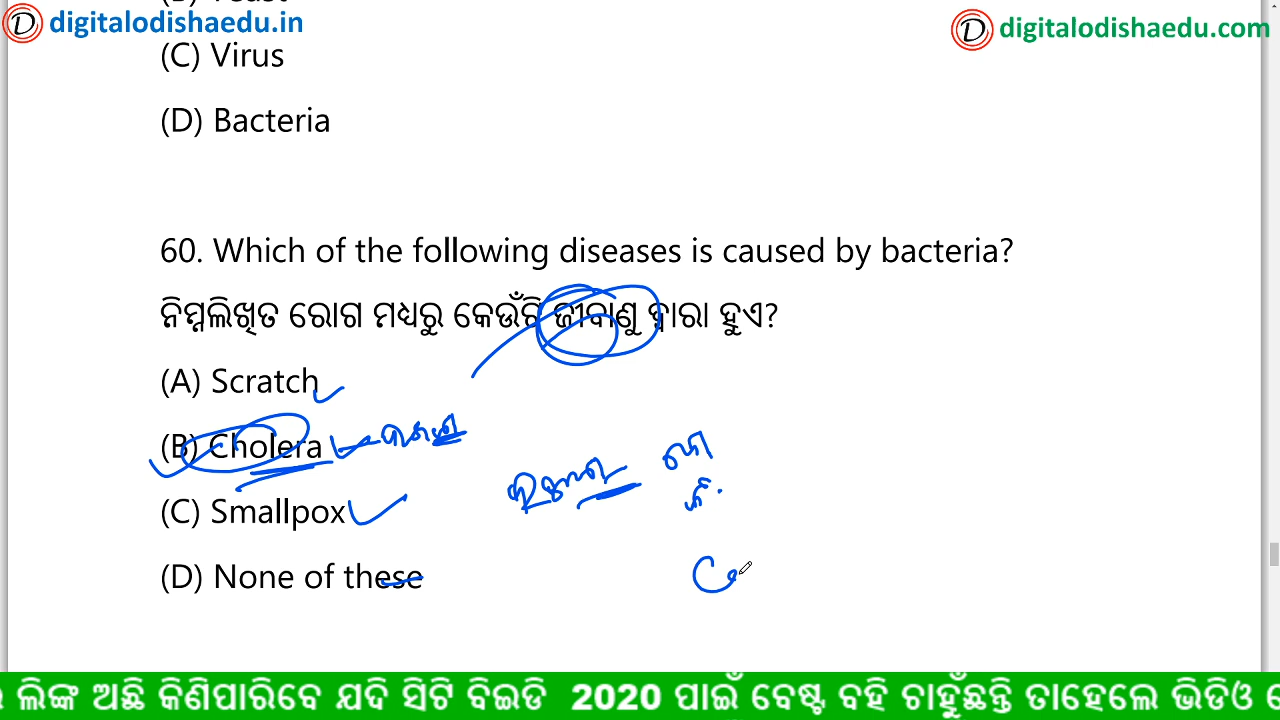 (B) Yeast
digitalodishaedu.in
digitalodishaedu.com
(C) Virus
(D) Bacteria
60. Which of the following diseases is caused by bacteria?
ନିମ୍ନଲିଖିତ ରୋଗ ମଧ୍ୟରୁ କେଉଁଟି ଜୀବାଣୁ ଦ୍ୱାରା ହୁଏ?
(A) Scratch
(B) Cholera
(C) Smallpox
(D) None of these
ଲିଙ୍କ ଅଛି କିଣିପାରିବେ ଯଦି ସିଟି ବିଇଡି 2020 ପାଇଁ ବେଷ୍ଟ ବହି ଚାହୁଁଛନ୍ତି ତାହେଲେ ଭିଡିଓ